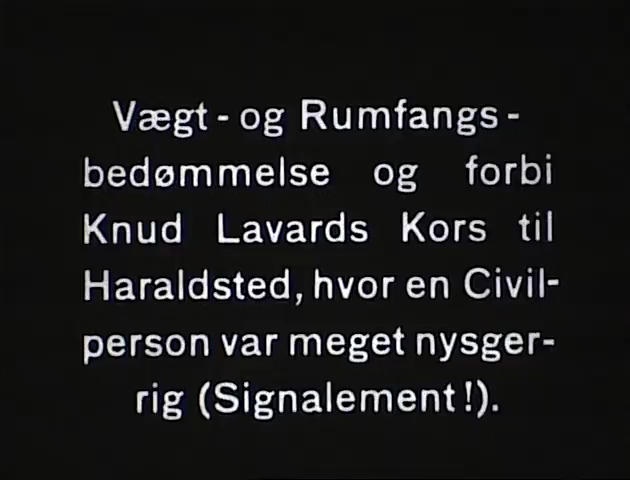 Vægt - og Rumfangs -
bedømmelse og forbi
Knud Lavards Kors til
Haraldsted, hvor en Civil-
person var meget nysger-
rig (Signalement!).